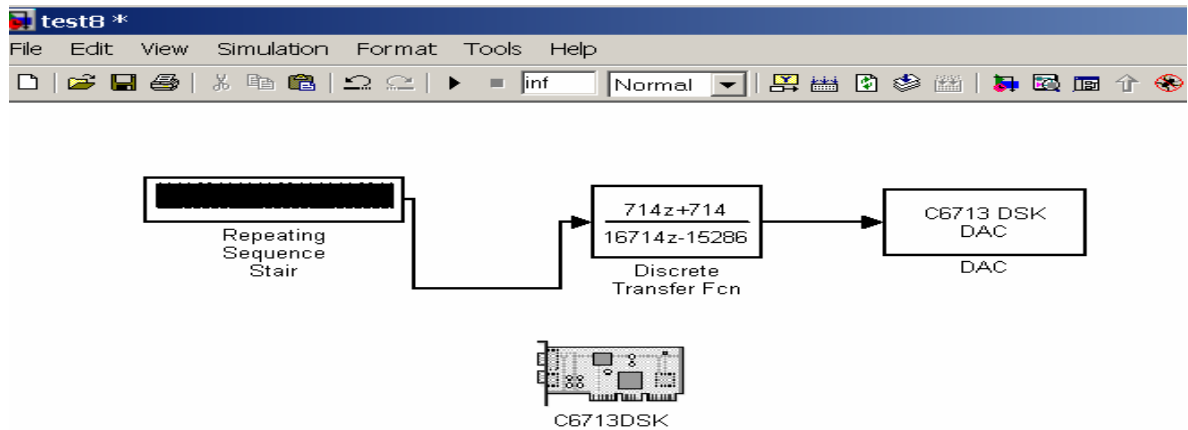 test8 *
File Edit View Simulation Format Tools Help
inf Normal
714z+714
16714z-15286
C6713 DSK
DAC
Repeating
Sequence
Stair
Discrete
Transfer Fcn
DAC
C6713DSK